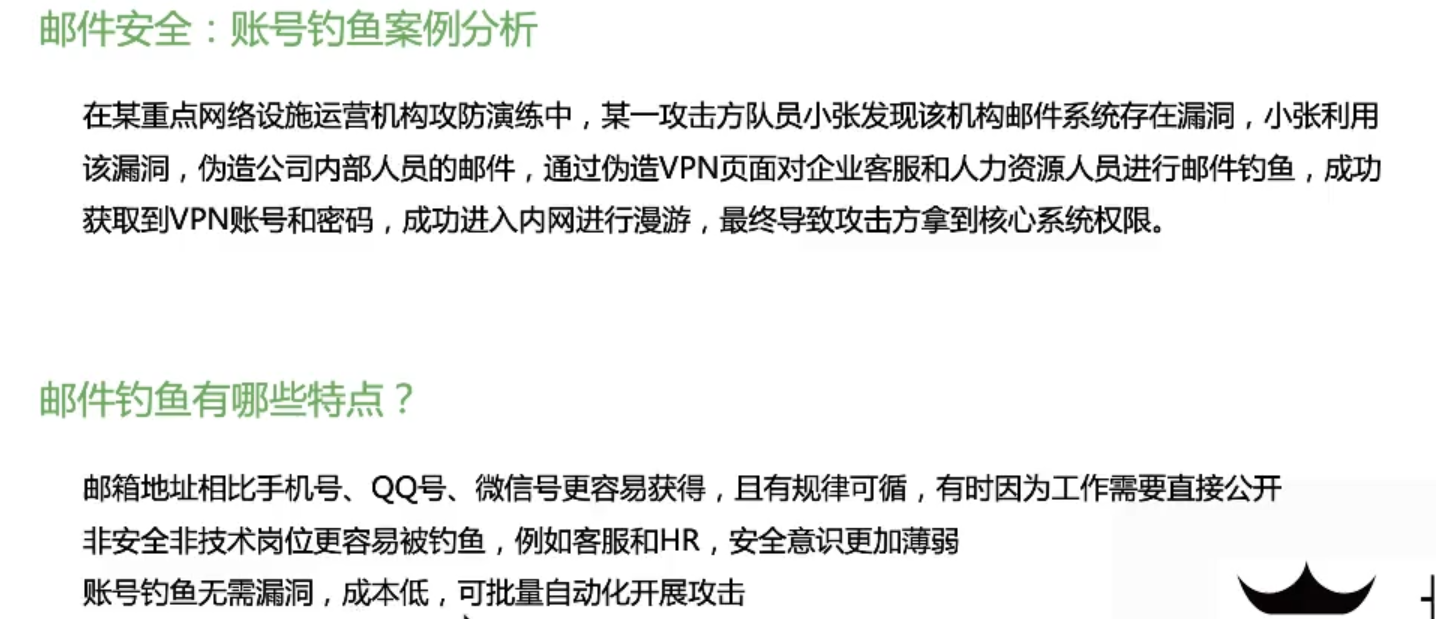 邮件安全：账号钓鱼案例分析
在某重点网络设施运营机构攻防演练中，某一攻击方队员小张发现该机构邮件系统存在漏洞，小张利用
该漏洞，伪造公司内部人员的邮件，通过伪造VPN页面对企业客服和人力资源人员进行邮件钓鱼，成功
获取到VPN账号和密码，成功进入内网进行漫游，最终导致攻击方拿到核心系统权限。
邮件钓鱼有哪些特点？
邮箱地址相比手机号、QQ号、微信号更容易获得，且有规律可循，有时因为工作需要直接公开
非安全非技术岗位更容易被钓鱼，例如客服和HR，安全意识更加薄弱
账号钓鱼无需漏洞，成本低，可批量自动化开展攻击